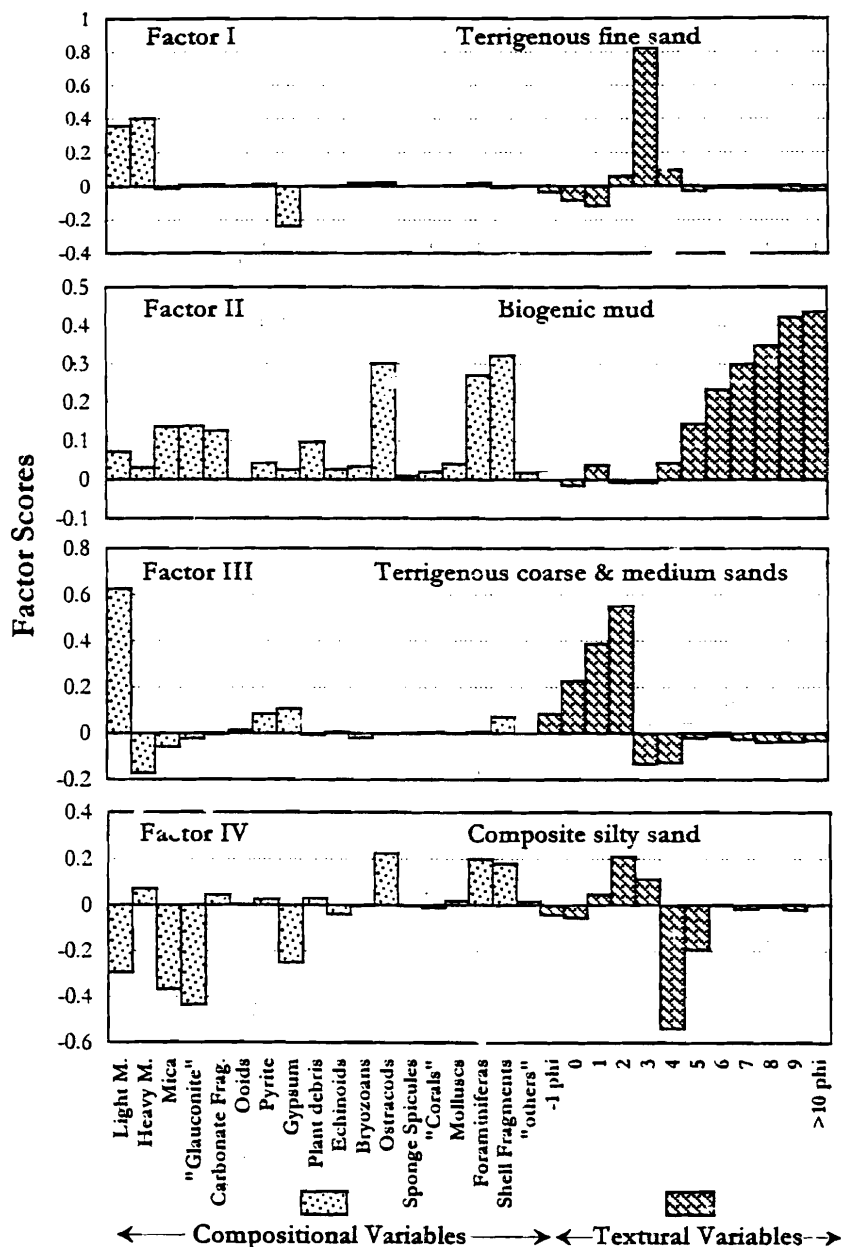 Factor Scores
Factor I
Terrigenous fine sand
1
0.8
0.6
0.4
0.2
0
-0.2
-0.4
Factor II
Biogenic mud
0.5
0.4
0.3
0.2
0.1
0
-0.1
Factor III
Terrigenous coarse & medium sands
0.8
0.6
0.4
0.2
0
-0.2
Factor IV
Composite silty sand
0.4
0.2
0
-0.2
-0.4
-0.6
Light M.
Heavy M.
Mica
"Glauconite"
Carbonate Frag.
Ooids
Pyrite
Gypsum
Plant debris
Echinoids
Bryozoans
Ostracods
Sponge Spicules
"Corals"
Molluscs
Foraminiferas
Shell Fragments
"others"
-1 phi
0
1
2
3
4
5
6
7
8
9
>10 phi
Compositional Variables
Textural Variables